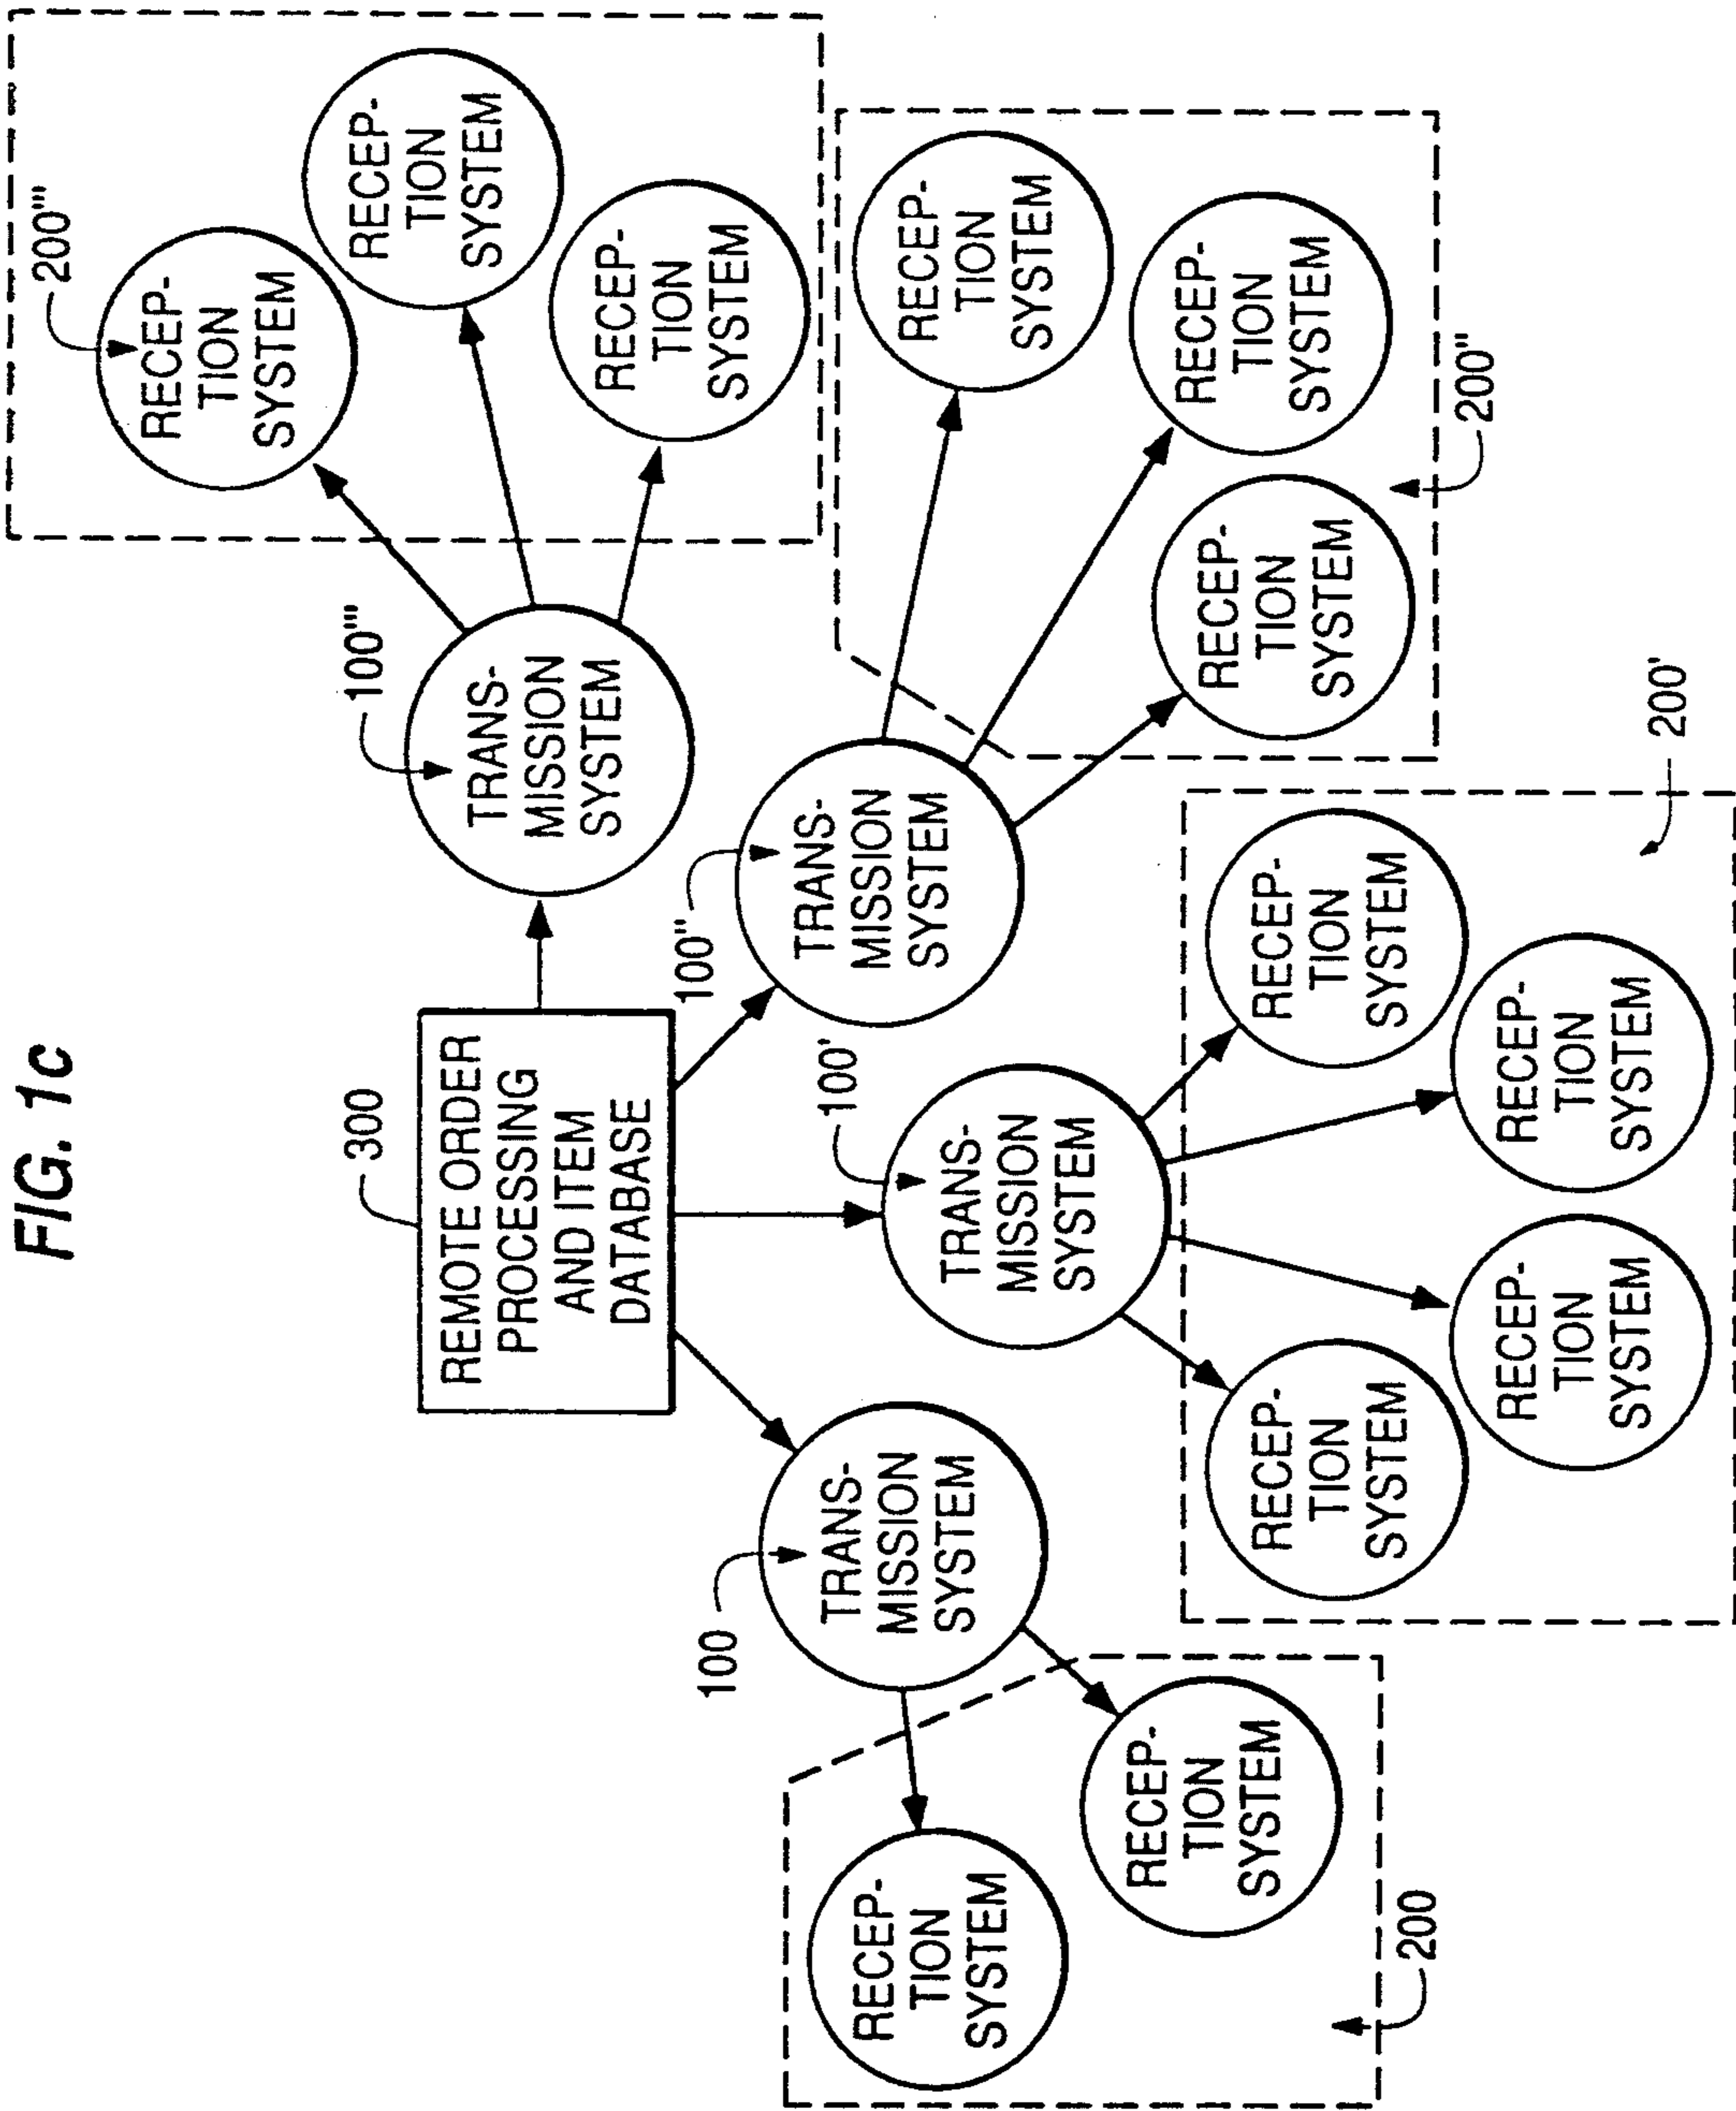 FIG. 1c
300
REMOTE ORDER
PROCESSING
AND ITEM
DATABASE
100
TRANS-
MISSION
SYSTEM
100'
TRANS-
MISSION
SYSTEM
100''
TRANS-
MISSION
SYSTEM
100'''
TRANS-
MISSION
SYSTEM
RECEP-
TION
SYSTEM
RECEP-
TION
SYSTEM
200
RECEP-
TION
SYSTEM
RECEP-
TION
SYSTEM
RECEP-
TION
SYSTEM
RECEP-
TION
SYSTEM
200'
RECEP-
TION
SYSTEM
RECEP-
TION
SYSTEM
RECEP-
TION
SYSTEM
200''
200'''
RECEP-
TION
SYSTEM
RECEP-
TION
SYSTEM
RECEP-
TION
SYSTEM